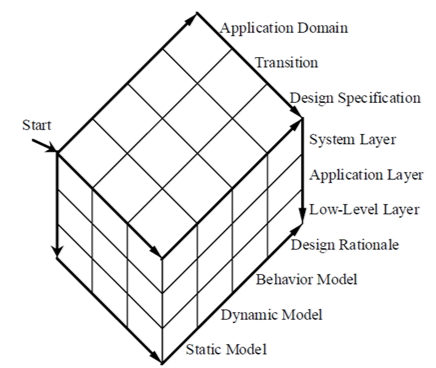 Application Domain
Transition
Design Specification
Start
System Layer
Application Layer
Low-Level Layer
Design Rationale
Behavior Model
Dynamic Model
Static Model